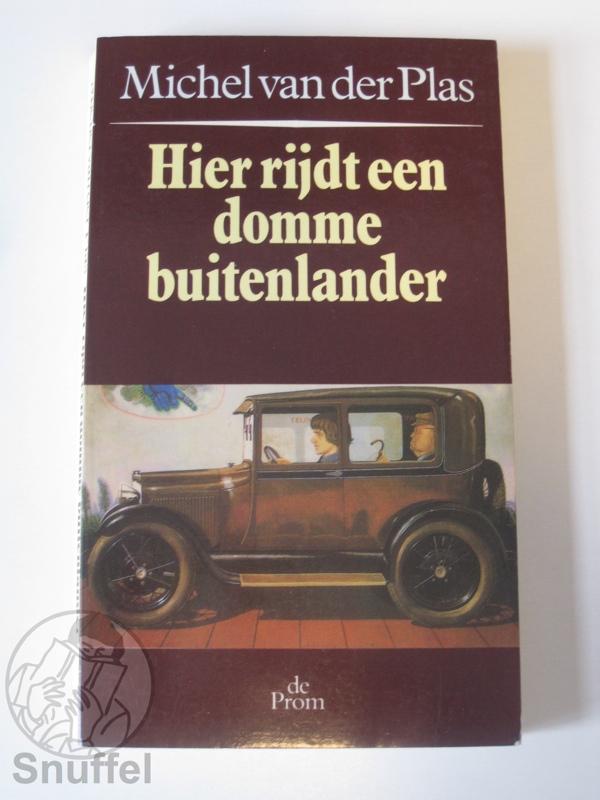 Michel van der Plas
Hier rijdt een
domme
buitenlander
de
Prom
Snuffel